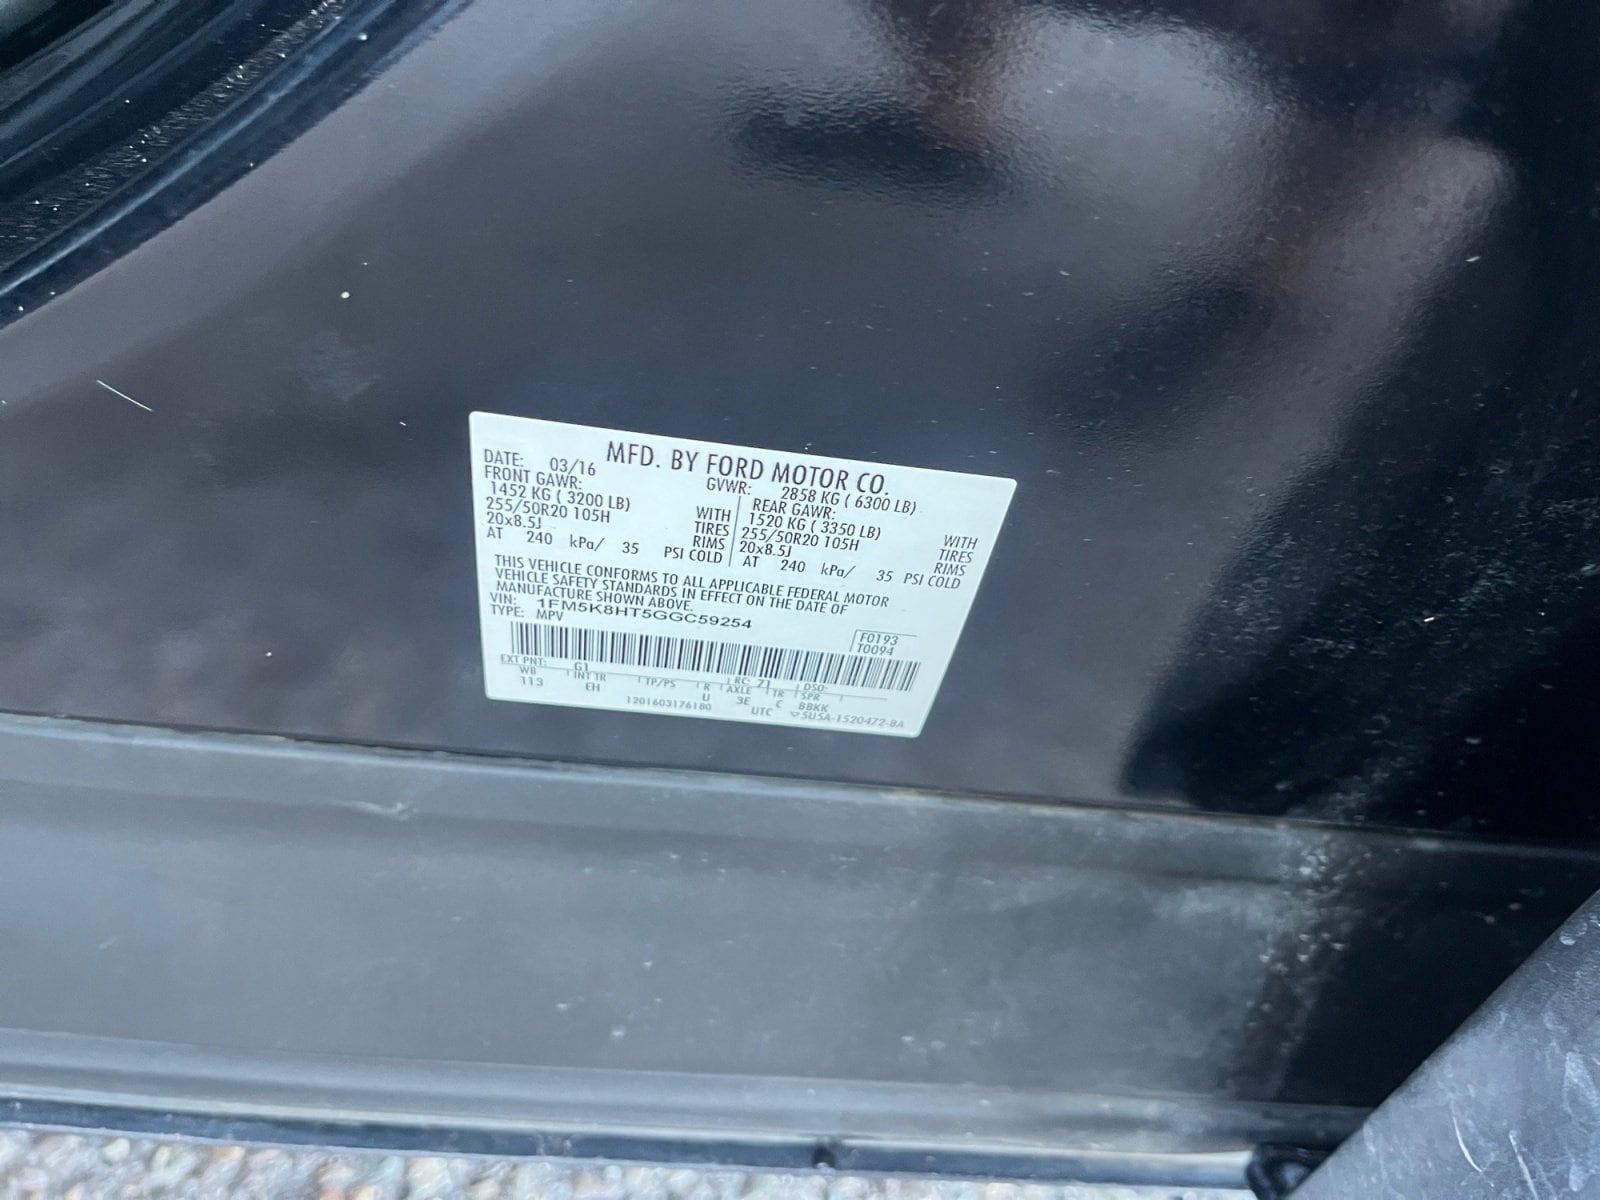 MFD. BY FORD MOTOR CO.
DATE: 03/16 GVWR: 2858 KG ( 6300 LB)
FRONT GAWR: REAR GAWR:
1452 KG ( 3200 LB) WITH 1520 KG ( 3350 LB) WITH
255/50R20 105H TIRES 255/50R20 105H TIRES
20x8.5J RIMS 20x8.5J RIMS
AT 240 kPa/ 35 PSI COLD AT 240 kPa/ 35 PSI COLD
THIS VEHICLE CONFORMS TO ALL APPLICABLE FEDERAL MOTOR
VEHICLE SAFETY STANDARDS IN EFFECT ON THE DATE OF
MANUFACTURE SHOWN ABOVE.
VIN: 1FM5K8HT5GGC59254
TYPE: MPV
F0193
T0094
EXT PNT: G1 RC: 71 DSO:
WB INT TR TP/PS R AXLE TR SPR
113 EH U 3E C BBKK
1201603176180 UTC 5U5A-1520472-BA